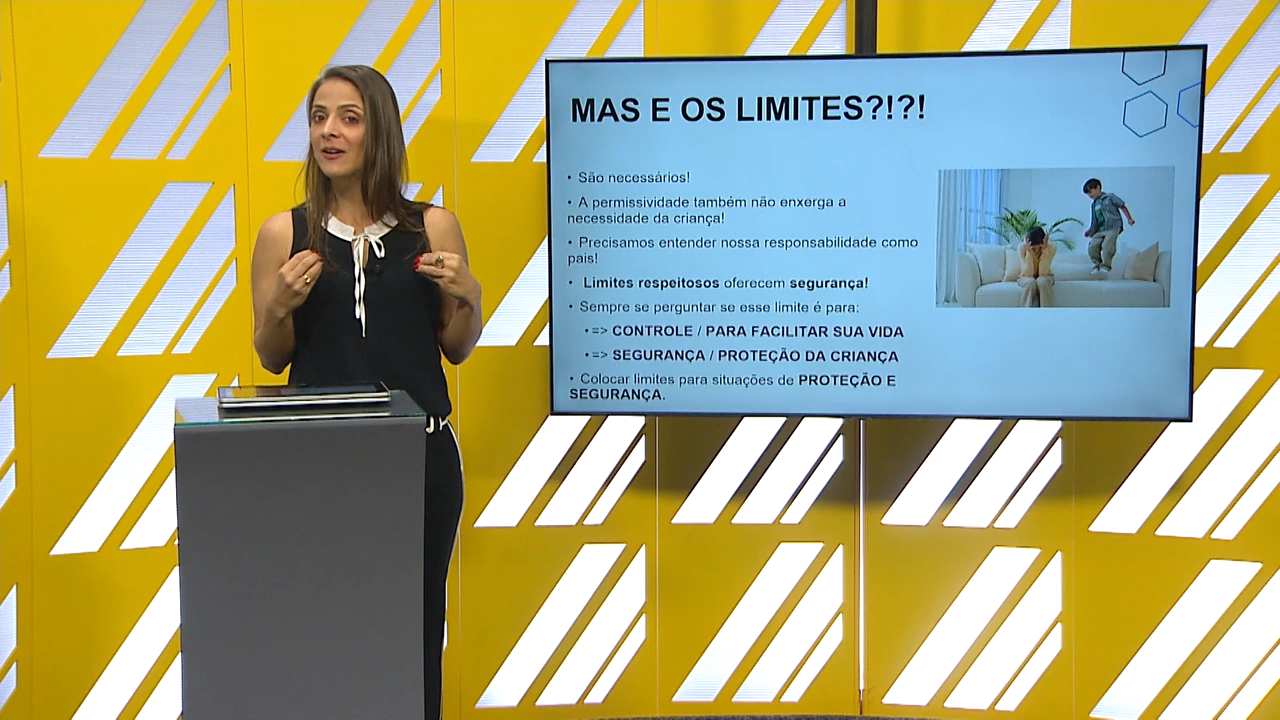 MAS E OS LIMITES?!?!
• São necessários!
• A permissividade também não enxerga a
necessidade da criança!
• Precisamos entender nossa responsabilidade como
pais!
• Limites respeitosos oferecem segurança!
• Sempre se perguntar se esse limite é para:
• => CONTROLE / PARA FACILITAR SUA VIDA
• => SEGURANÇA / PROTEÇÃO DA CRIANÇA
• Colocar limites para situações de PROTEÇÃO E
SEGURANÇA.